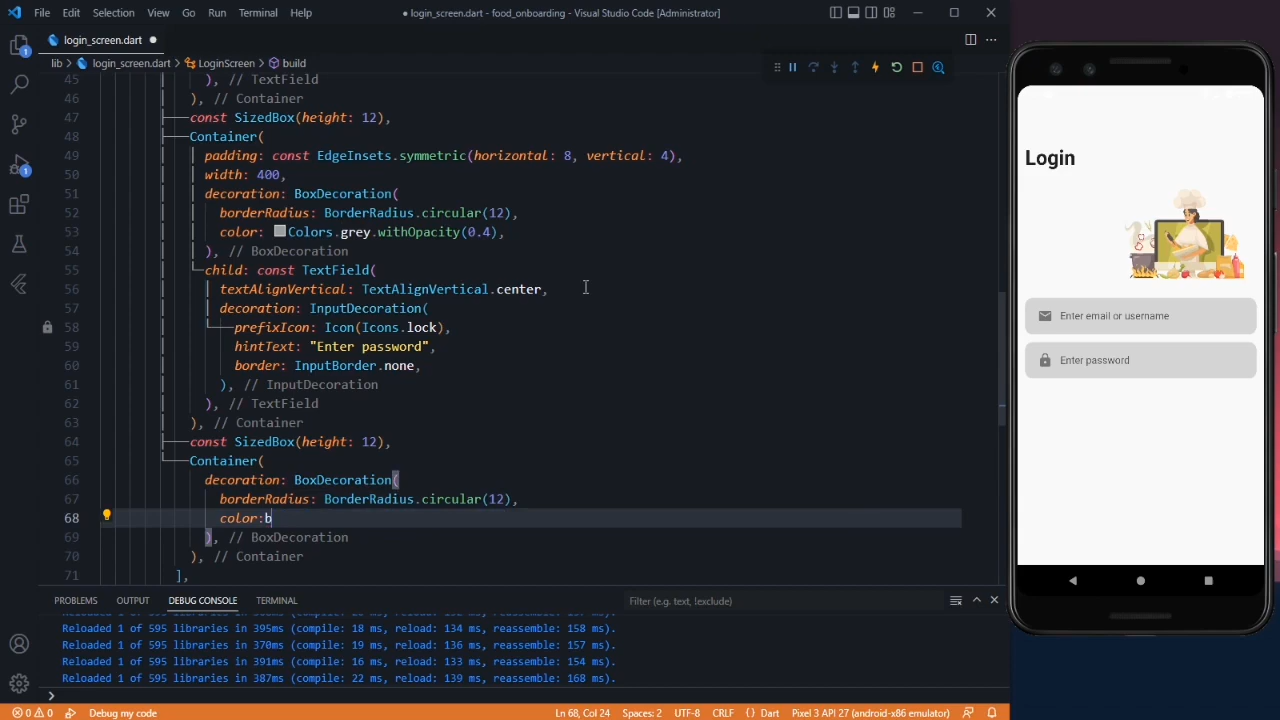 File Edit Selection View Go Run Terminal Help
● login_screen.dart - food_onboarding - Visual Studio Code [Administrator]
login_screen.dart ●
lib > login_screen.dart > LoginScreen > build
45 ), // TextField
46 ), // Container
47 const SizedBox(height: 12),
48 Container(
49 padding: const EdgeInsets.symmetric(horizontal: 8, vertical: 4),
50 width: 400,
51 decoration: BoxDecoration(
52 borderRadius: BorderRadius.circular(12),
53 color: Colors.grey.withOpacity(0.4),
54 ), // BoxDecoration
55 child: const TextField(
56 textAlignVertical: TextAlignVertical.center,
57 decoration: InputDecoration(
58 prefixIcon: Icon(Icons.lock),
59 hintText: "Enter password",
60 border: InputBorder.none,
61 ), // InputDecoration
62 ), // TextField
63 ), // Container
64 const SizedBox(height: 12),
65 Container(
66 decoration: BoxDecoration(
67 borderRadius: BorderRadius.circular(12),
68 color:b
69 ), // BoxDecoration
70 ), // Container
71 ],
PROBLEMS OUTPUT DEBUG CONSOLE TERMINAL
Filter (e.g. text, !exclude)
Reloaded 1 of 595 libraries in 395ms (compile: 18 ms, reload: 134 ms, reassemble: 158 ms).
Reloaded 1 of 595 libraries in 370ms (compile: 19 ms, reload: 136 ms, reassemble: 157 ms).
Reloaded 1 of 595 libraries in 391ms (compile: 16 ms, reload: 133 ms, reassemble: 154 ms).
Reloaded 1 of 595 libraries in 387ms (compile: 22 ms, reload: 139 ms, reassemble: 168 ms).
>
0 0 Debug my code
Ln 68, Col 24 Spaces: 2 UTF-8 CRLF {} Dart Pixel 3 API 27 (android-x86 emulator)
1
1
Login
Enter email or username
Enter password